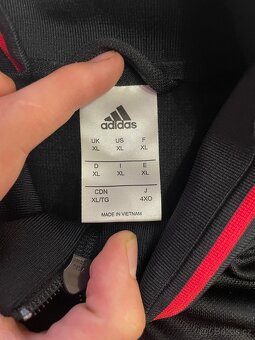 adidas
UK US F
XL XL XL
D I E
XL XL XL
CDN J
XL/TG 4XO
MADE IN VIETNAM